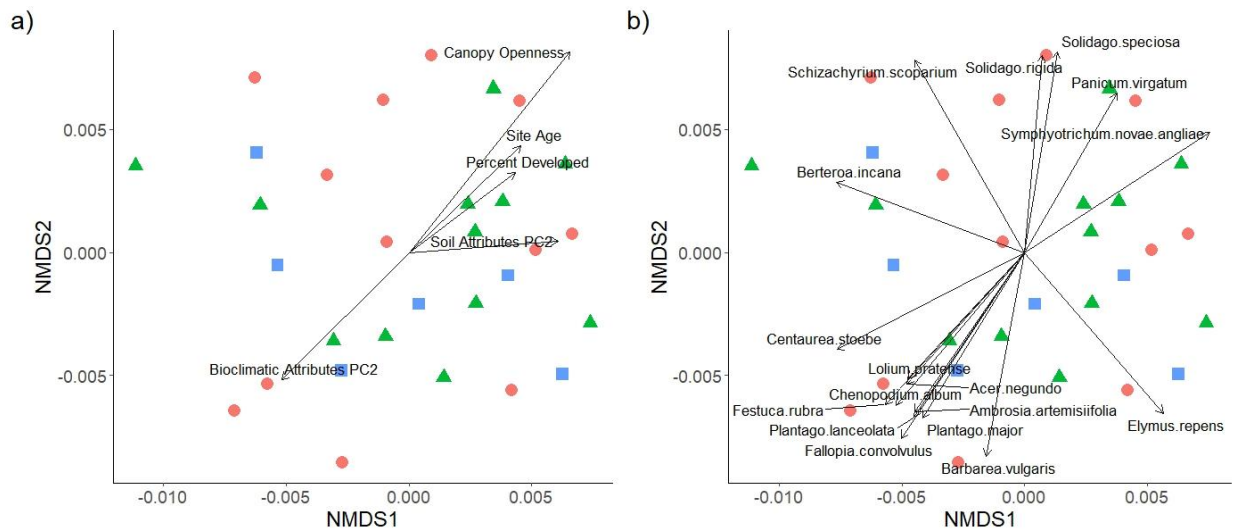 a)
Canopy Openness
0.005
Site Age
Percent Developed
NMDS2
0.000
Soil Attributes PC2
-0.005
Bioclimatic Attributes PC2
-0.010
-0.005
0.000
0.005
NMDS1
b)
Solidago.speciosa
Schizachyrium.scoparium
Solidago.rigida
Panicum.virgatum
0.005
Symphyotrichum.novae.angliae
Berteroa.incana
NMDS2
0.000
Centaurea.stoebe
Lolium.pratense
-0.005
Acer.negundo
Chenopodium.album
Festuca.rubra
Ambrosia.artemisiifolia
Plantago.lanceolata
Plantago.major
Elymus.repens
Fallopia.convolvulus
Barbarea.vulgaris
-0.010
-0.005
0.000
0.005
NMDS1